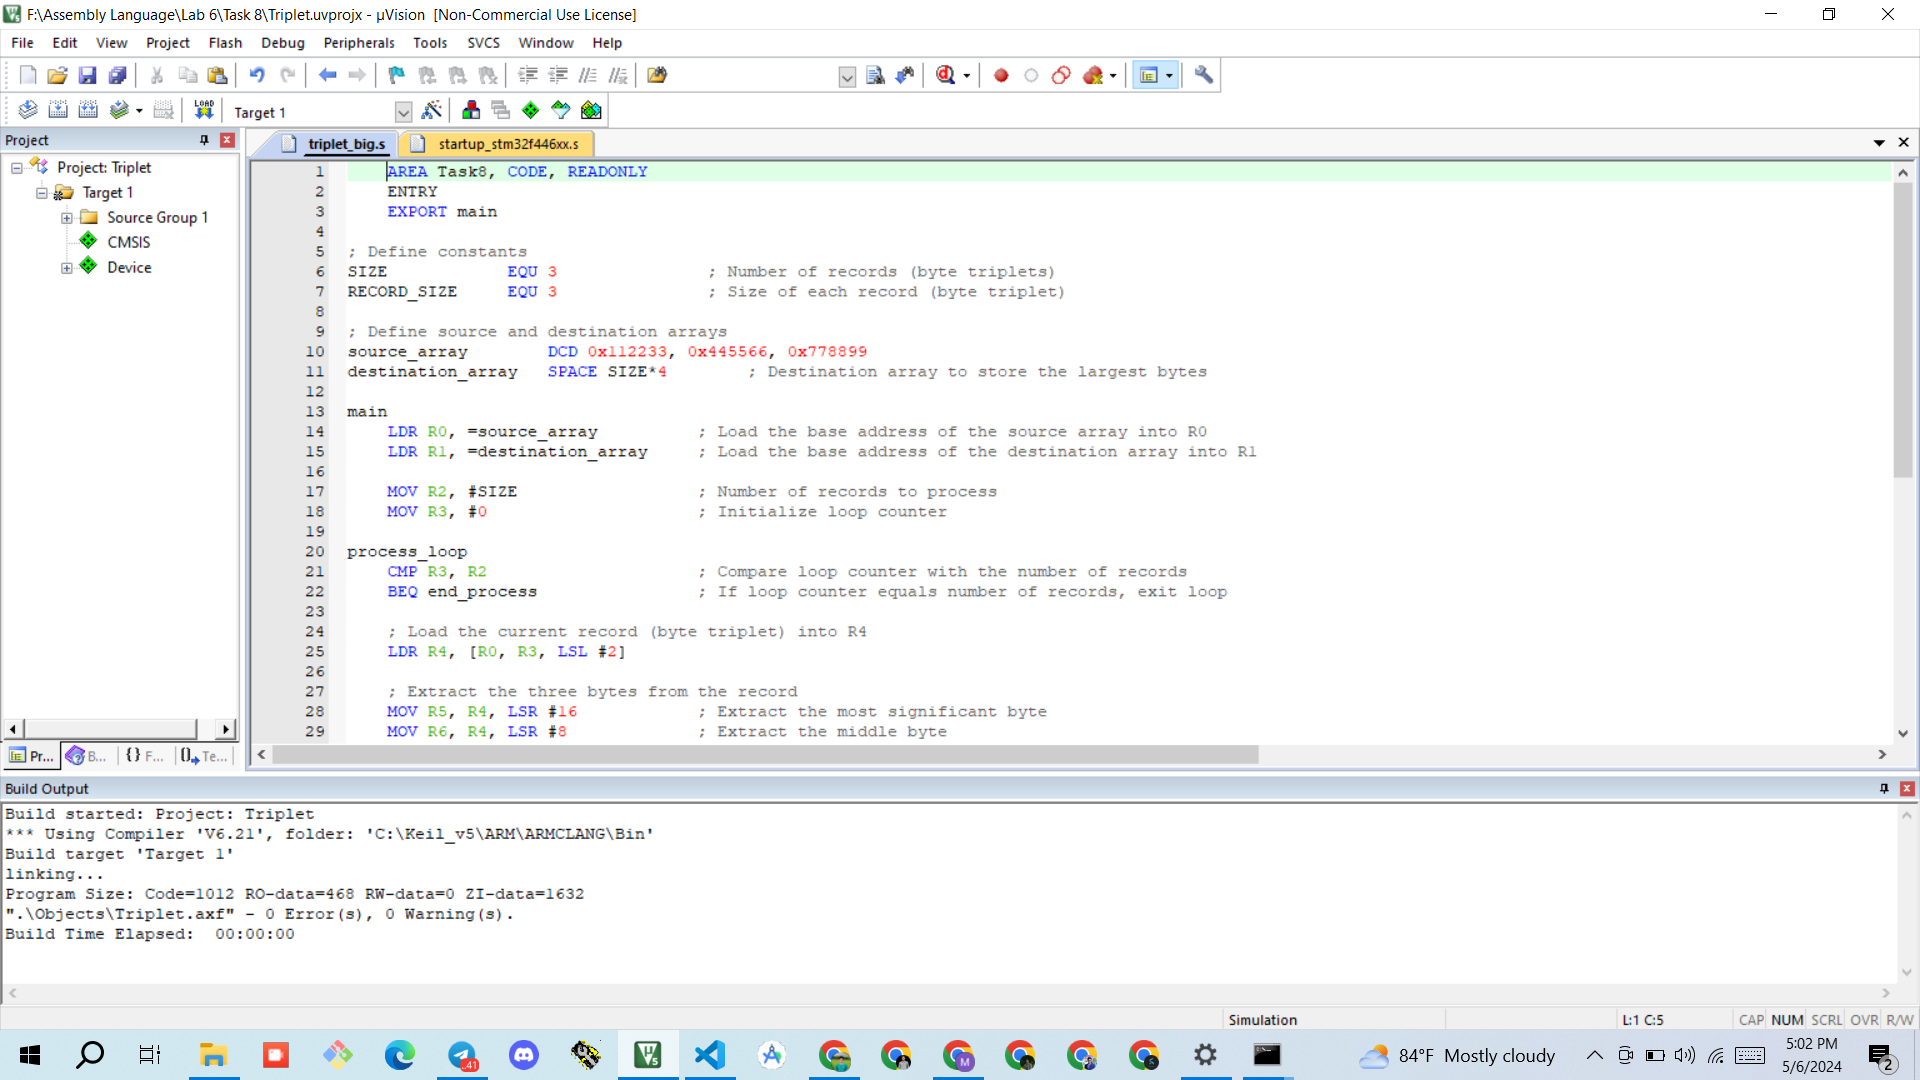 F:\Assembly Language\Lab 6\Task 8\Triplet.uvprojx - µVision  [Non-Commercial Use License]
File Edit View Project Flash Debug Peripherals Tools SVCS Window Help
LOAD Target 1
Project
Project: Triplet
Target 1
Source Group 1
CMSIS
Device
Pr... B... {} F... Te...
triplet_big.s startup_stm32f446xx.s
1 AREA Task8, CODE, READONLY
2 ENTRY
3 EXPORT main
4
5 ; Define constants
6 SIZE EQU 3 ; Number of records (byte triplets)
7 RECORD_SIZE EQU 3 ; Size of each record (byte triplet)
8
9 ; Define source and destination arrays
10 source_array DCD 0x112233, 0x445566, 0x778899
11 destination_array SPACE SIZE*4 ; Destination array to store the largest bytes
12
13 main
14 LDR R0, =source_array ; Load the base address of the source array into R0
15 LDR R1, =destination_array ; Load the base address of the destination array into R1
16
17 MOV R2, #SIZE ; Number of records to process
18 MOV R3, #0 ; Initialize loop counter
19
20 process_loop
21 CMP R3, R2 ; Compare loop counter with the number of records
22 BEQ end_process ; If loop counter equals number of records, exit loop
23
24 ; Load the current record (byte triplet) into R4
25 LDR R4, [R0, R3, LSL #2]
26
27 ; Extract the three bytes from the record
28 MOV R5, R4, LSR #16 ; Extract the most significant byte
29 MOV R6, R4, LSR #8 ; Extract the middle byte
Build Output
Build started: Project: Triplet
*** Using Compiler 'V6.21', folder: 'C:\Keil_v5\ARM\ARMCLANG\Bin'
Build target 'Target 1'
linking...
Program Size: Code=1012 RO-data=468 RW-data=0 ZI-data=1632
".\Objects\Triplet.axf" - 0 Error(s), 0 Warning(s).
Build Time Elapsed:  00:00:00
Simulation L:1 C:5 CAP NUM SCRL OVR R/W
84°F Mostly cloudy
5:02 PM
5/6/2024
2